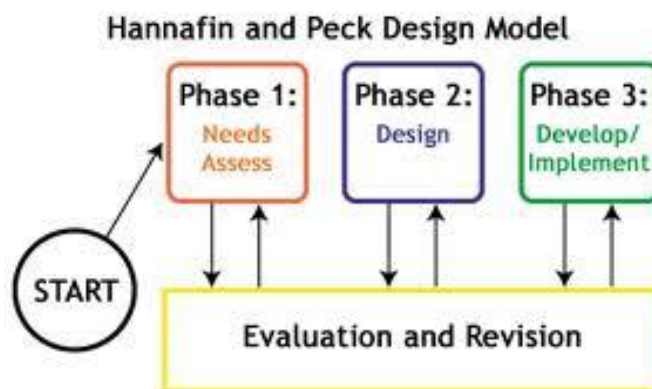 Hannafin and Peck Design Model
Phase 1:
Needs
Assess
Phase 2:
Design
Phase 3:
Develop/
Implement
START
Evaluation and Revision